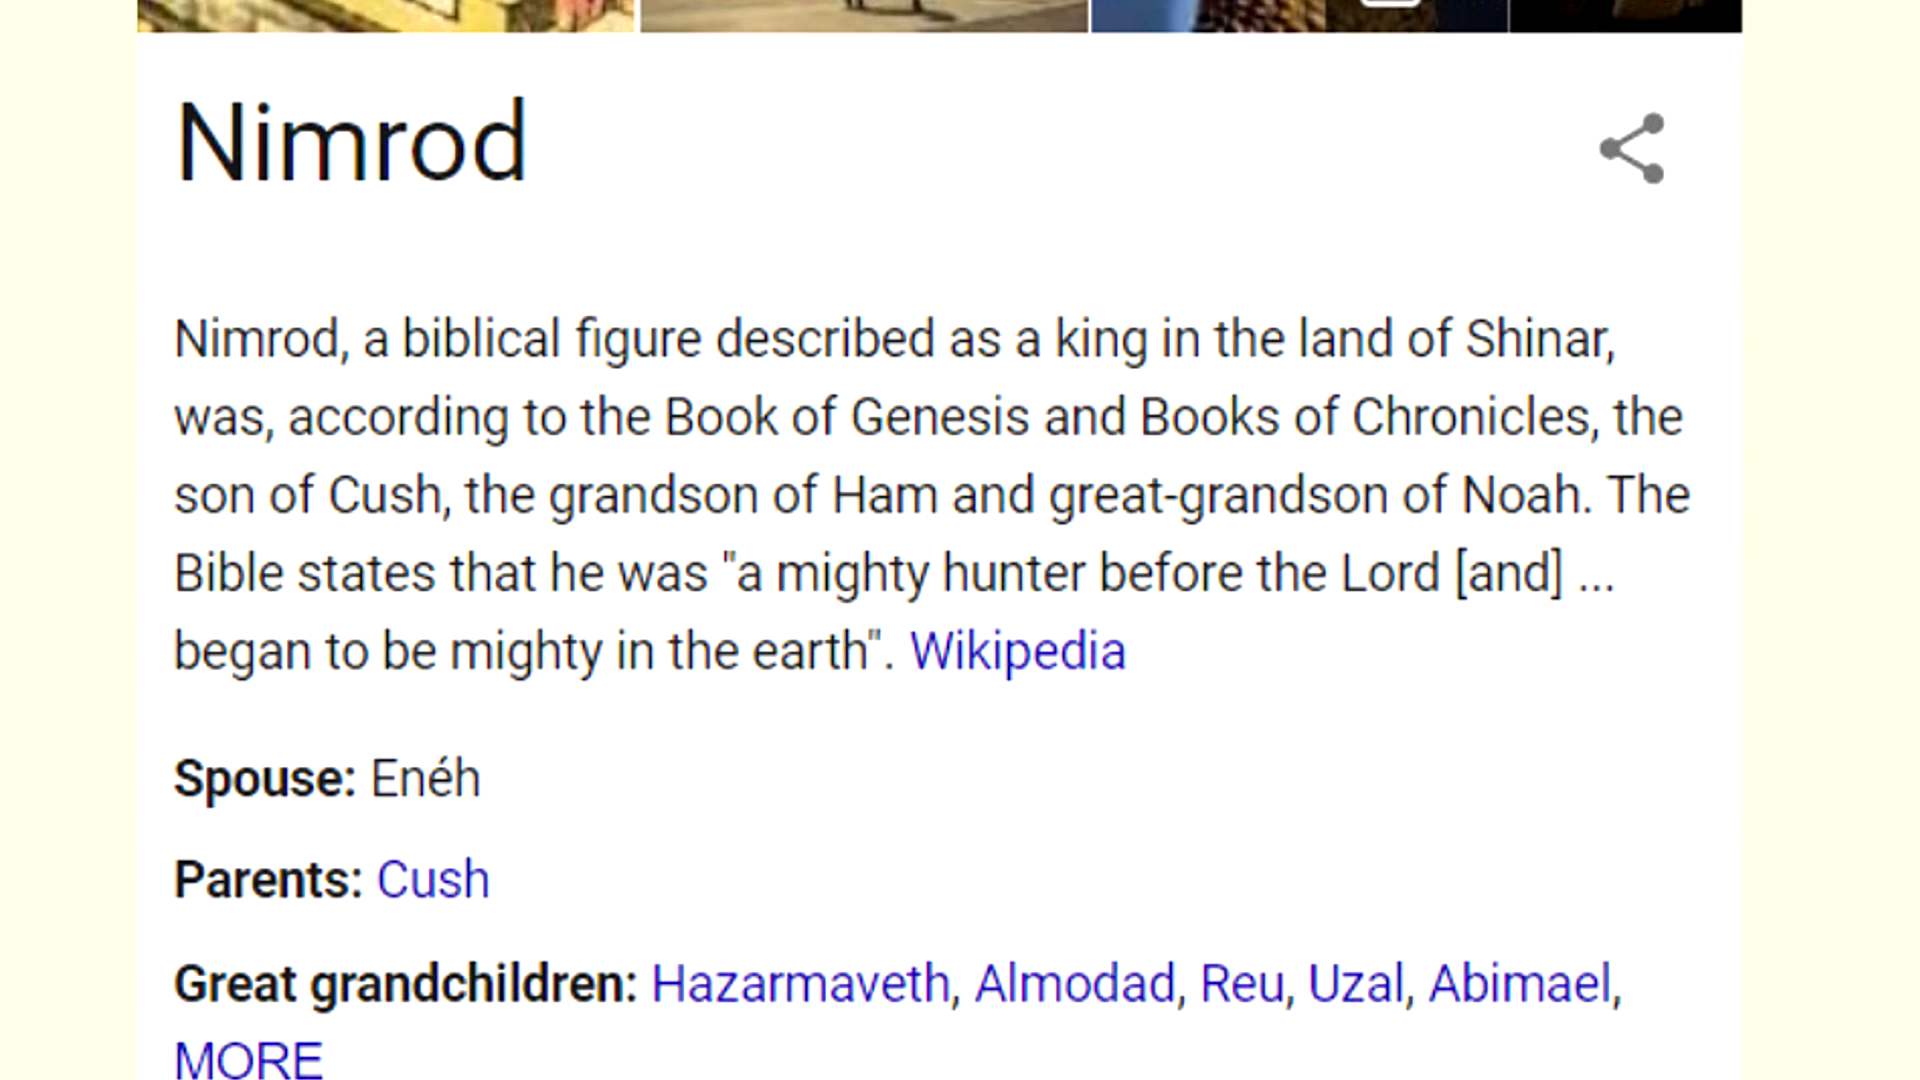 Nimrod
Nimrod, a biblical figure described as a king in the land of Shinar,
was, according to the Book of Genesis and Books of Chronicles, the
son of Cush, the grandson of Ham and great-grandson of Noah. The
Bible states that he was "a mighty hunter before the Lord [and] ...
began to be mighty in the earth". Wikipedia
Spouse: Enéh
Parents: Cush
Great grandchildren: Hazarmaveth, Almodad, Reu, Uzal, Abimael,
MORE